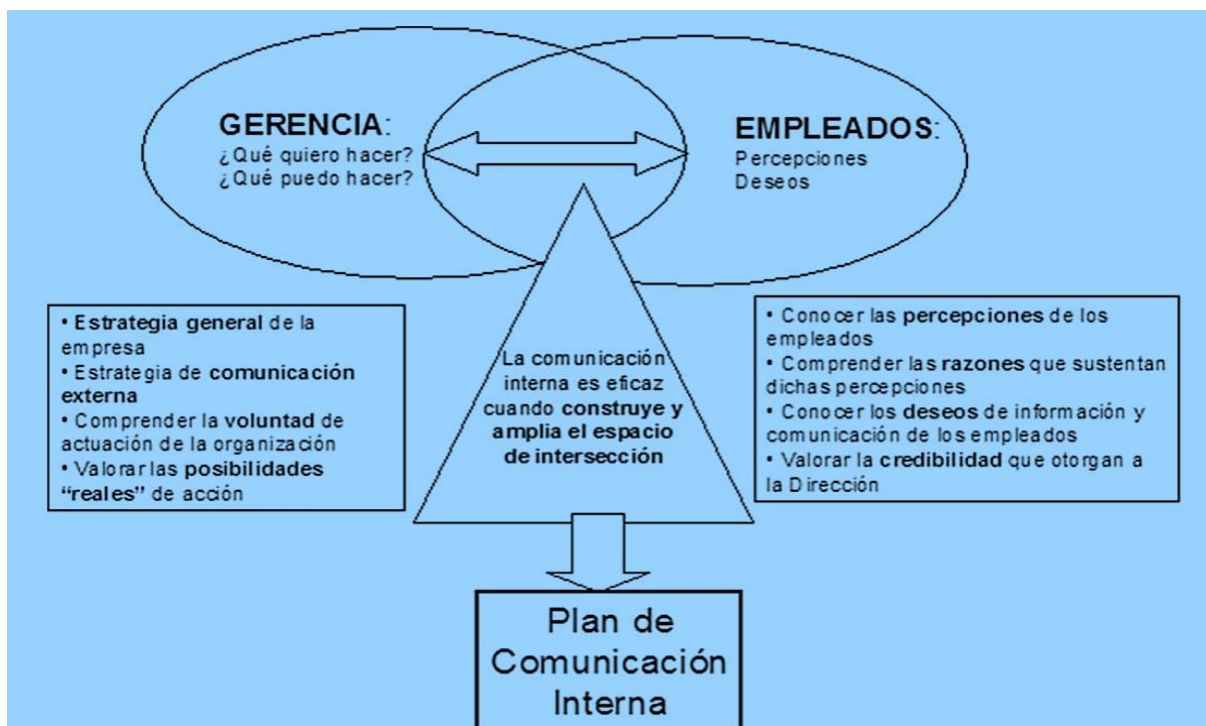 GERENCIA:
¿Qué quiero hacer?
¿Qué puedo hacer?
EMPLEADOS:
Percepciones
Deseos
• Estrategia general de la
empresa
• Estrategia de comunicación
externa
• Comprender la voluntad de
actuación de la organización
• Valorar las posibilidades
“reales” de acción
La comunicación
interna es eficaz
cuando construye y
amplia el espacio
de intersección
• Conocer las percepciones de los
empleados
• Comprender las razones que sustentan
dichas percepciones
• Conocer los deseos de información y
comunicación de los empleados
• Valorar la credibilidad que otorgan a
la Dirección
Plan de
Comunicación
Interna